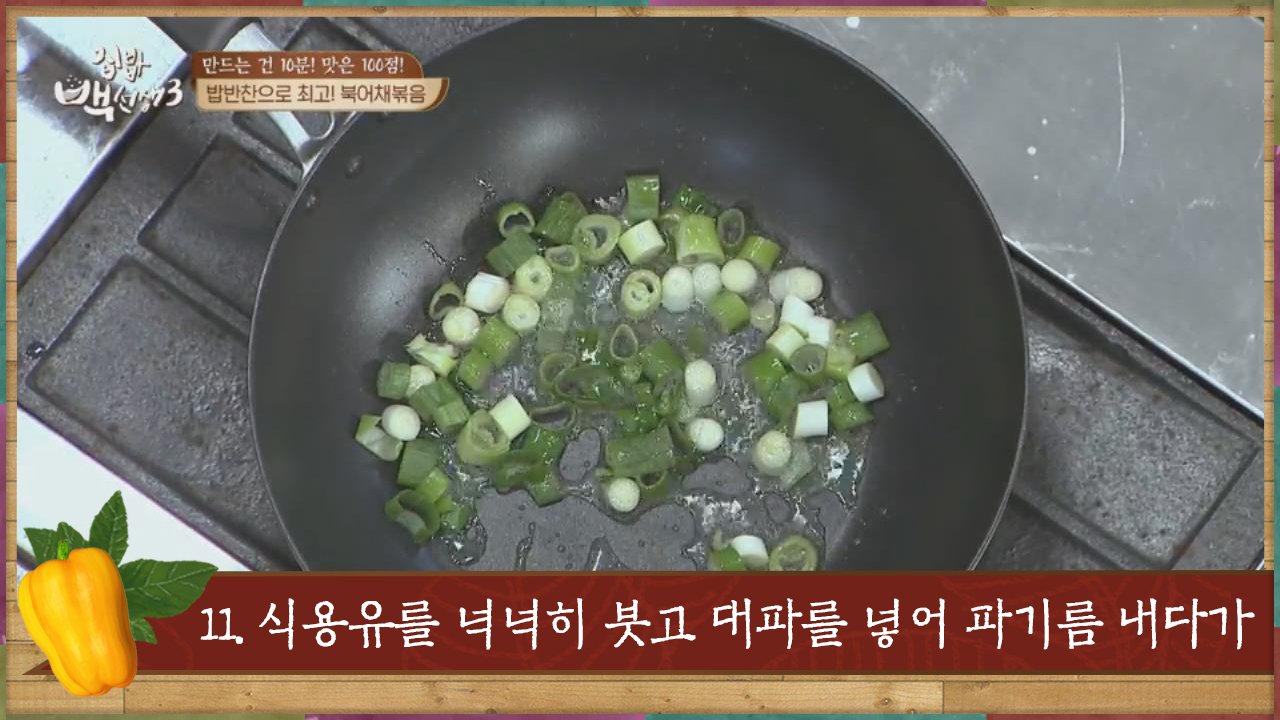 집밥
백선생3
만드는 건 10분! 맛은 100점!
밥반찬으로 최고! 북어채볶음
11. 식용유를 넉넉히 붓고 대파를 넣어 파기름 내다가